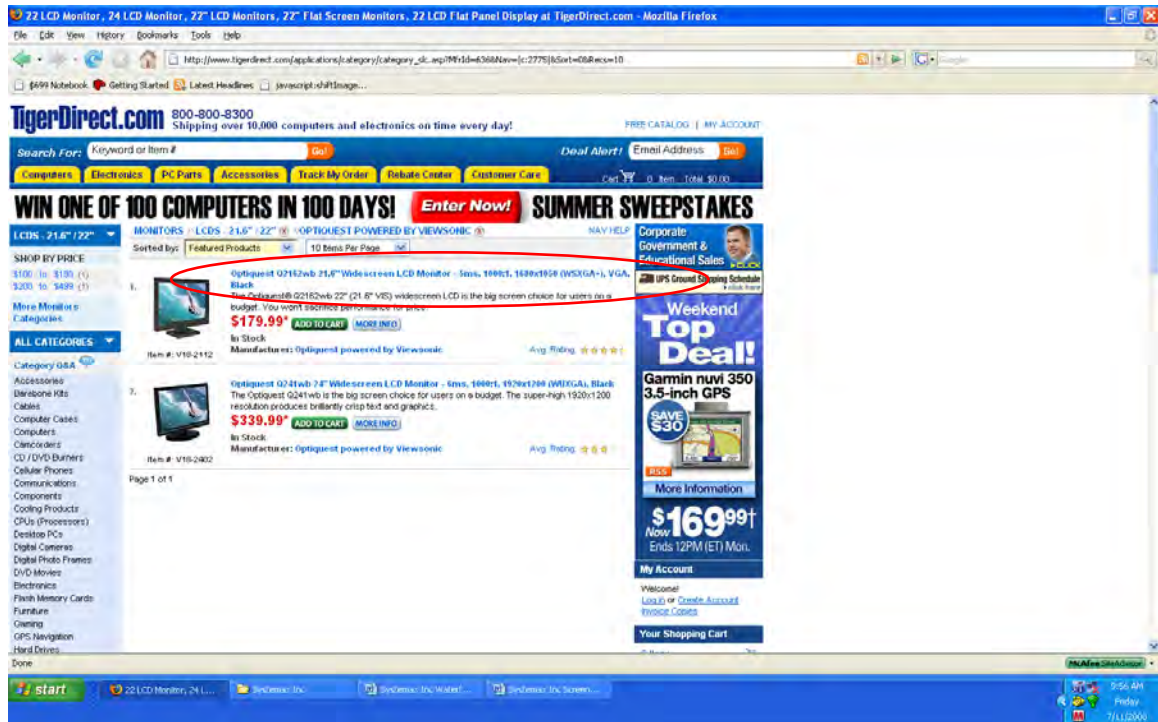 22 LCD Monitor, 24 LCD Monitor, 22" LCD Monitors, 22" Flat Screen Monitors, 22 LCD Flat Panel Display at TigerDirect.com - Mozilla Firefox
File Edit View History Bookmarks Tools Help
$699 Notebook Getting Started Latest Headlines javascript:shiftImage...
TigerDirect.com 800-800-8300
Shipping over 10,000 computers and electronics on time every day!
FREE CATALOG | MY ACCOUNT
Search For: Keyword or Item # Go! Deal Alert! Email Address Go!
Computers Electronics PC Parts Accessories Track My Order Rebate Center Customer Care Cart 0 Item Total $0.00
WIN ONE OF 100 COMPUTERS IN 100 DAYS! Enter Now! SUMMER SWEEPSTAKES
LCDS - 21.6" / 22"
SHOP BY PRICE
$200 to $499 (1)
More Monitors
Categories
ALL CATEGORIES
Category Q&A
Accessories
Barebone Kits
Cables
Computer Cases
Computers
Camcorders
CD / DVD Burners
Cellular Phones
Communications
Components
Cooling Products
CPUs (Processors)
Desktop PCs
Digital Cameras
Digital Photo Frames
DVD Movies
Electronics
Flash Memory Cards
Furniture
Gaming
GPS Navigation
Hard Drives
MONITORS LCDS - 21.6" / 22" OPTIQUEST POWERED BY VIEWSONIC NAV HELP
Sorted by: Featured Products 10 Items Per Page
1.
Optiquest Q2162wb 21.6" Widescreen LCD Monitor - 5ms, 1000:1, 1680x1050 (WSXGA+), VGA,
Black
The Optiquest® Q2162wb 22" (21.6" VIS) widescreen LCD is the big screen choice for users on a
budget. You won't sacrifice performance for price.
$179.99* ADD TO CART MORE INFO
In Stock
Manufacturer: Optiquest powered by Viewsonic Avg. Rating:
Item #: V16-2112
2.
Optiquest Q241wb 24" Widescreen LCD Monitor - 6ms, 1000:1, 1920x1200 (WUXGA), Black
The Optiquest Q241wb is the big screen choice for users on a budget. The super-high 1920x1200
resolution produces brilliantly crisp text and graphics.
$339.99* ADD TO CART MORE INFO
In Stock
Manufacturer: Optiquest powered by Viewsonic Avg. Rating:
Item #: V16-2402
Page 1 of 1
Corporate
Government &
Educational Sales
CLICK
UPS Ground Shipping Schedule
click here
Weekend
Top
Deal!
Garmin nuvi 350
3.5-inch GPS
SAVE
$30
RSS
More Information
Now $169.99†
Ends 12PM (ET) Mon.
My Account
Welcome!
Log in or Create Account
Invoice Copies
Your Shopping Cart
Done McAfee SiteAdvisor
start 22 LCD Monitor, 24 L... Systemax Inc Systemax Inc Waterf... Systemax Inc Screen...
9:56 AM
Friday